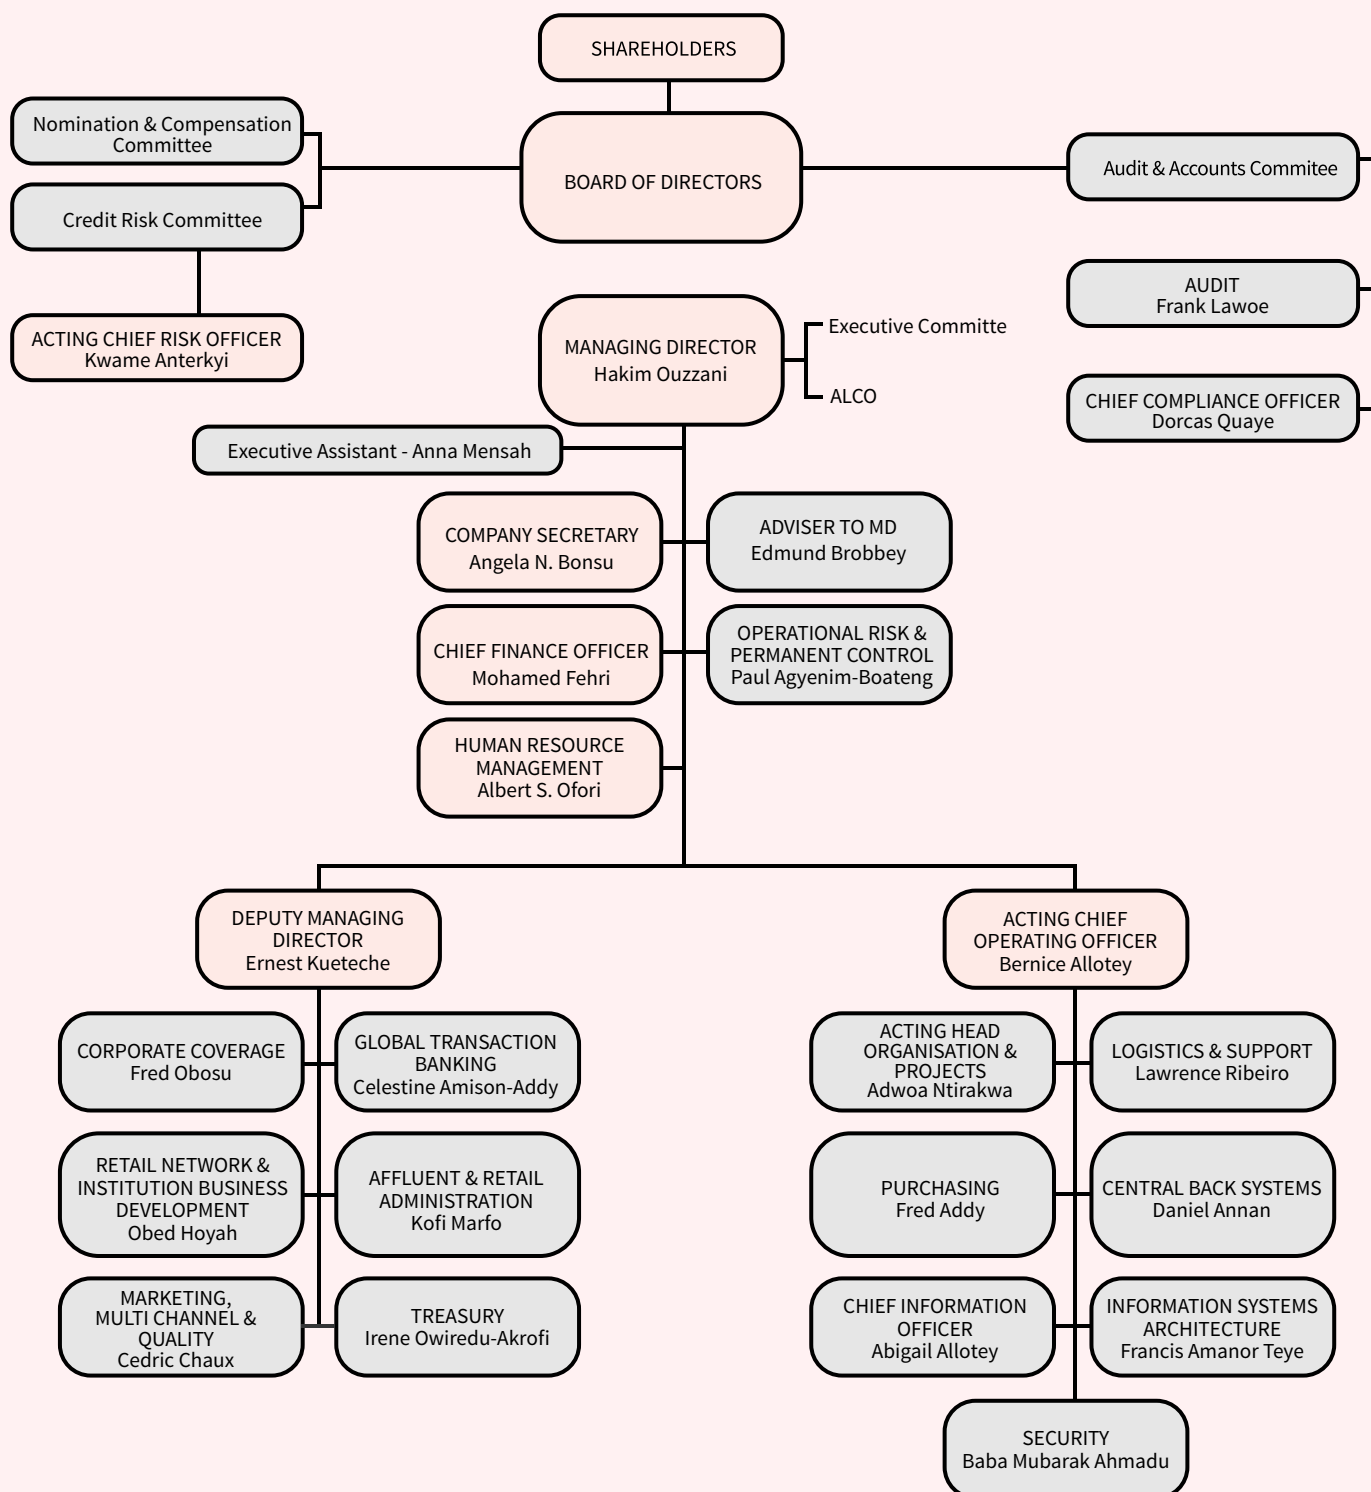 SHAREHOLDERS
Nomination & Compensation
Committee
BOARD OF DIRECTORS
Audit & Accounts Commitee
Credit Risk Committee
AUDIT
Frank Lawoe
ACTING CHIEF RISK OFFICER
Kwame Anterkyi
MANAGING DIRECTOR
Hakim Ouzzani
Executive Committe
ALCO
CHIEF COMPLIANCE OFFICER
Dorcas Quaye
Executive Assistant - Anna Mensah
COMPANY SECRETARY
Angela N. Bonsu
ADVISER TO MD
Edmund Brobbey
CHIEF FINANCE OFFICER
Mohamed Fehri
OPERATIONAL RISK &
PERMANENT CONTROL
Paul Agyenim-Boateng
HUMAN RESOURCE
MANAGEMENT
Albert S. Ofori
DEPUTY MANAGING
DIRECTOR
Ernest Kueteche
ACTING CHIEF
OPERATING OFFICER
Bernice Allotey
CORPORATE COVERAGE
Fred Obosu
GLOBAL TRANSACTION
BANKING
Celestine Amison-Addy
ACTING HEAD
ORGANISATION &
PROJECTS
Adwoa Ntirakwa
LOGISTICS & SUPPORT
Lawrence Ribeiro
RETAIL NETWORK &
INSTITUTION BUSINESS
DEVELOPMENT
Obed Hoyah
AFFLUENT & RETAIL
ADMINISTRATION
Kofi Marfo
PURCHASING
Fred Addy
CENTRAL BACK SYSTEMS
Daniel Annan
MARKETING,
MULTI CHANNEL &
QUALITY
Cedric Chaux
TREASURY
Irene Owiredu-Akrofi
CHIEF INFORMATION
OFFICER
Abigail Allotey
INFORMATION SYSTEMS
ARCHITECTURE
Francis Amanor Teye
SECURITY
Baba Mubarak Ahmadu